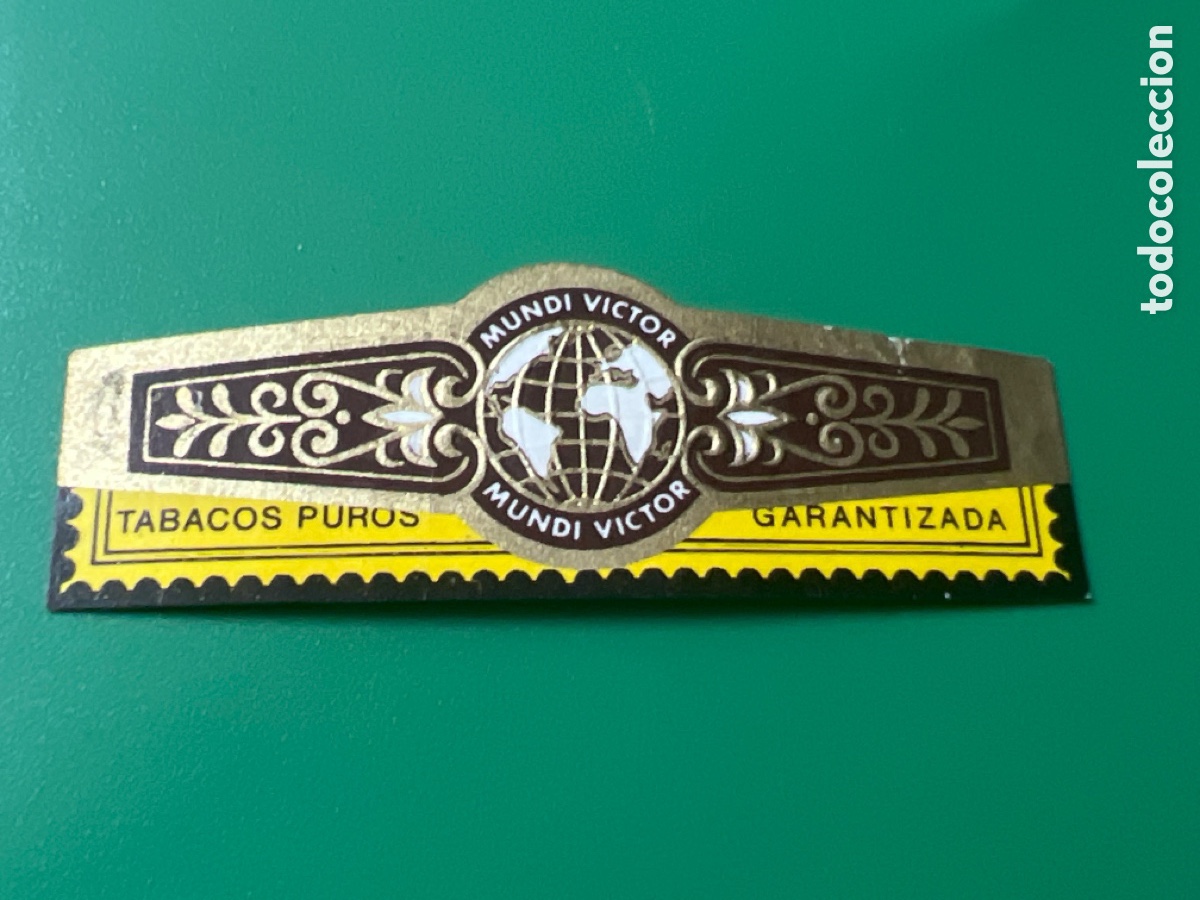 MUNDI VICTOR
MUNDI VICTOR
TABACOS PUROS
GARANTIZADA
todocoleccion